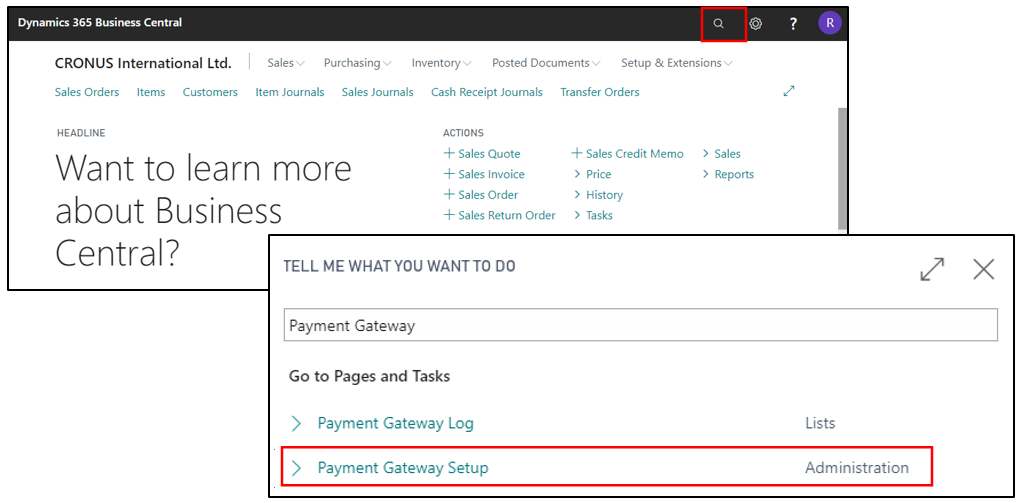 Dynamics 365 Business Central
?
R
CRONUS International Ltd.
Sales
Purchasing
Inventory
Posted Documents
Setup & Extensions
Sales Orders
Items
Customers
Item Journals
Sales Journals
Cash Receipt Journals
Transfer Orders
HEADLINE
Want to learn more
about Business
Central?
ACTIONS
+ Sales Quote
+ Sales Invoice
+ Sales Order
+ Sales Return Order
+ Sales Credit Memo
> Price
> History
> Tasks
> Sales
> Reports
TELL ME WHAT YOU WANT TO DO
Payment Gateway
Go to Pages and Tasks
> Payment Gateway Log
Lists
> Payment Gateway Setup
Administration